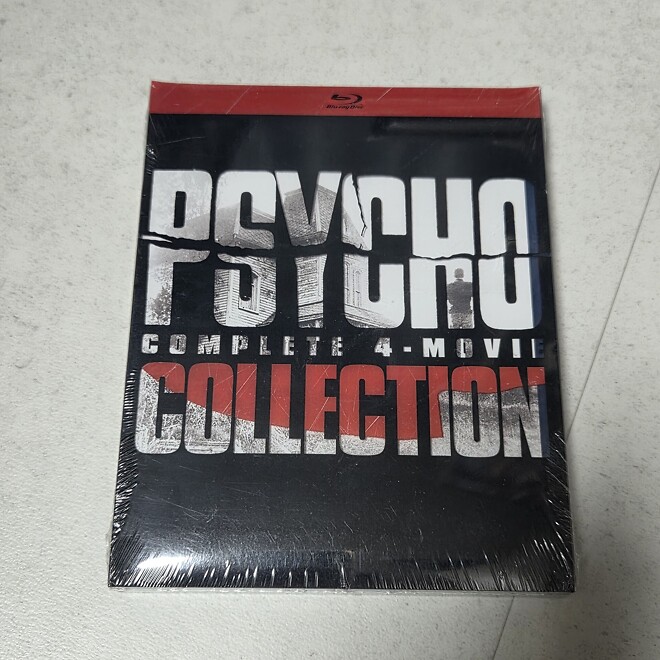 Blu-ray Disc
PSYCHO
COMPLETE 4-MOVIE
COLLECTION